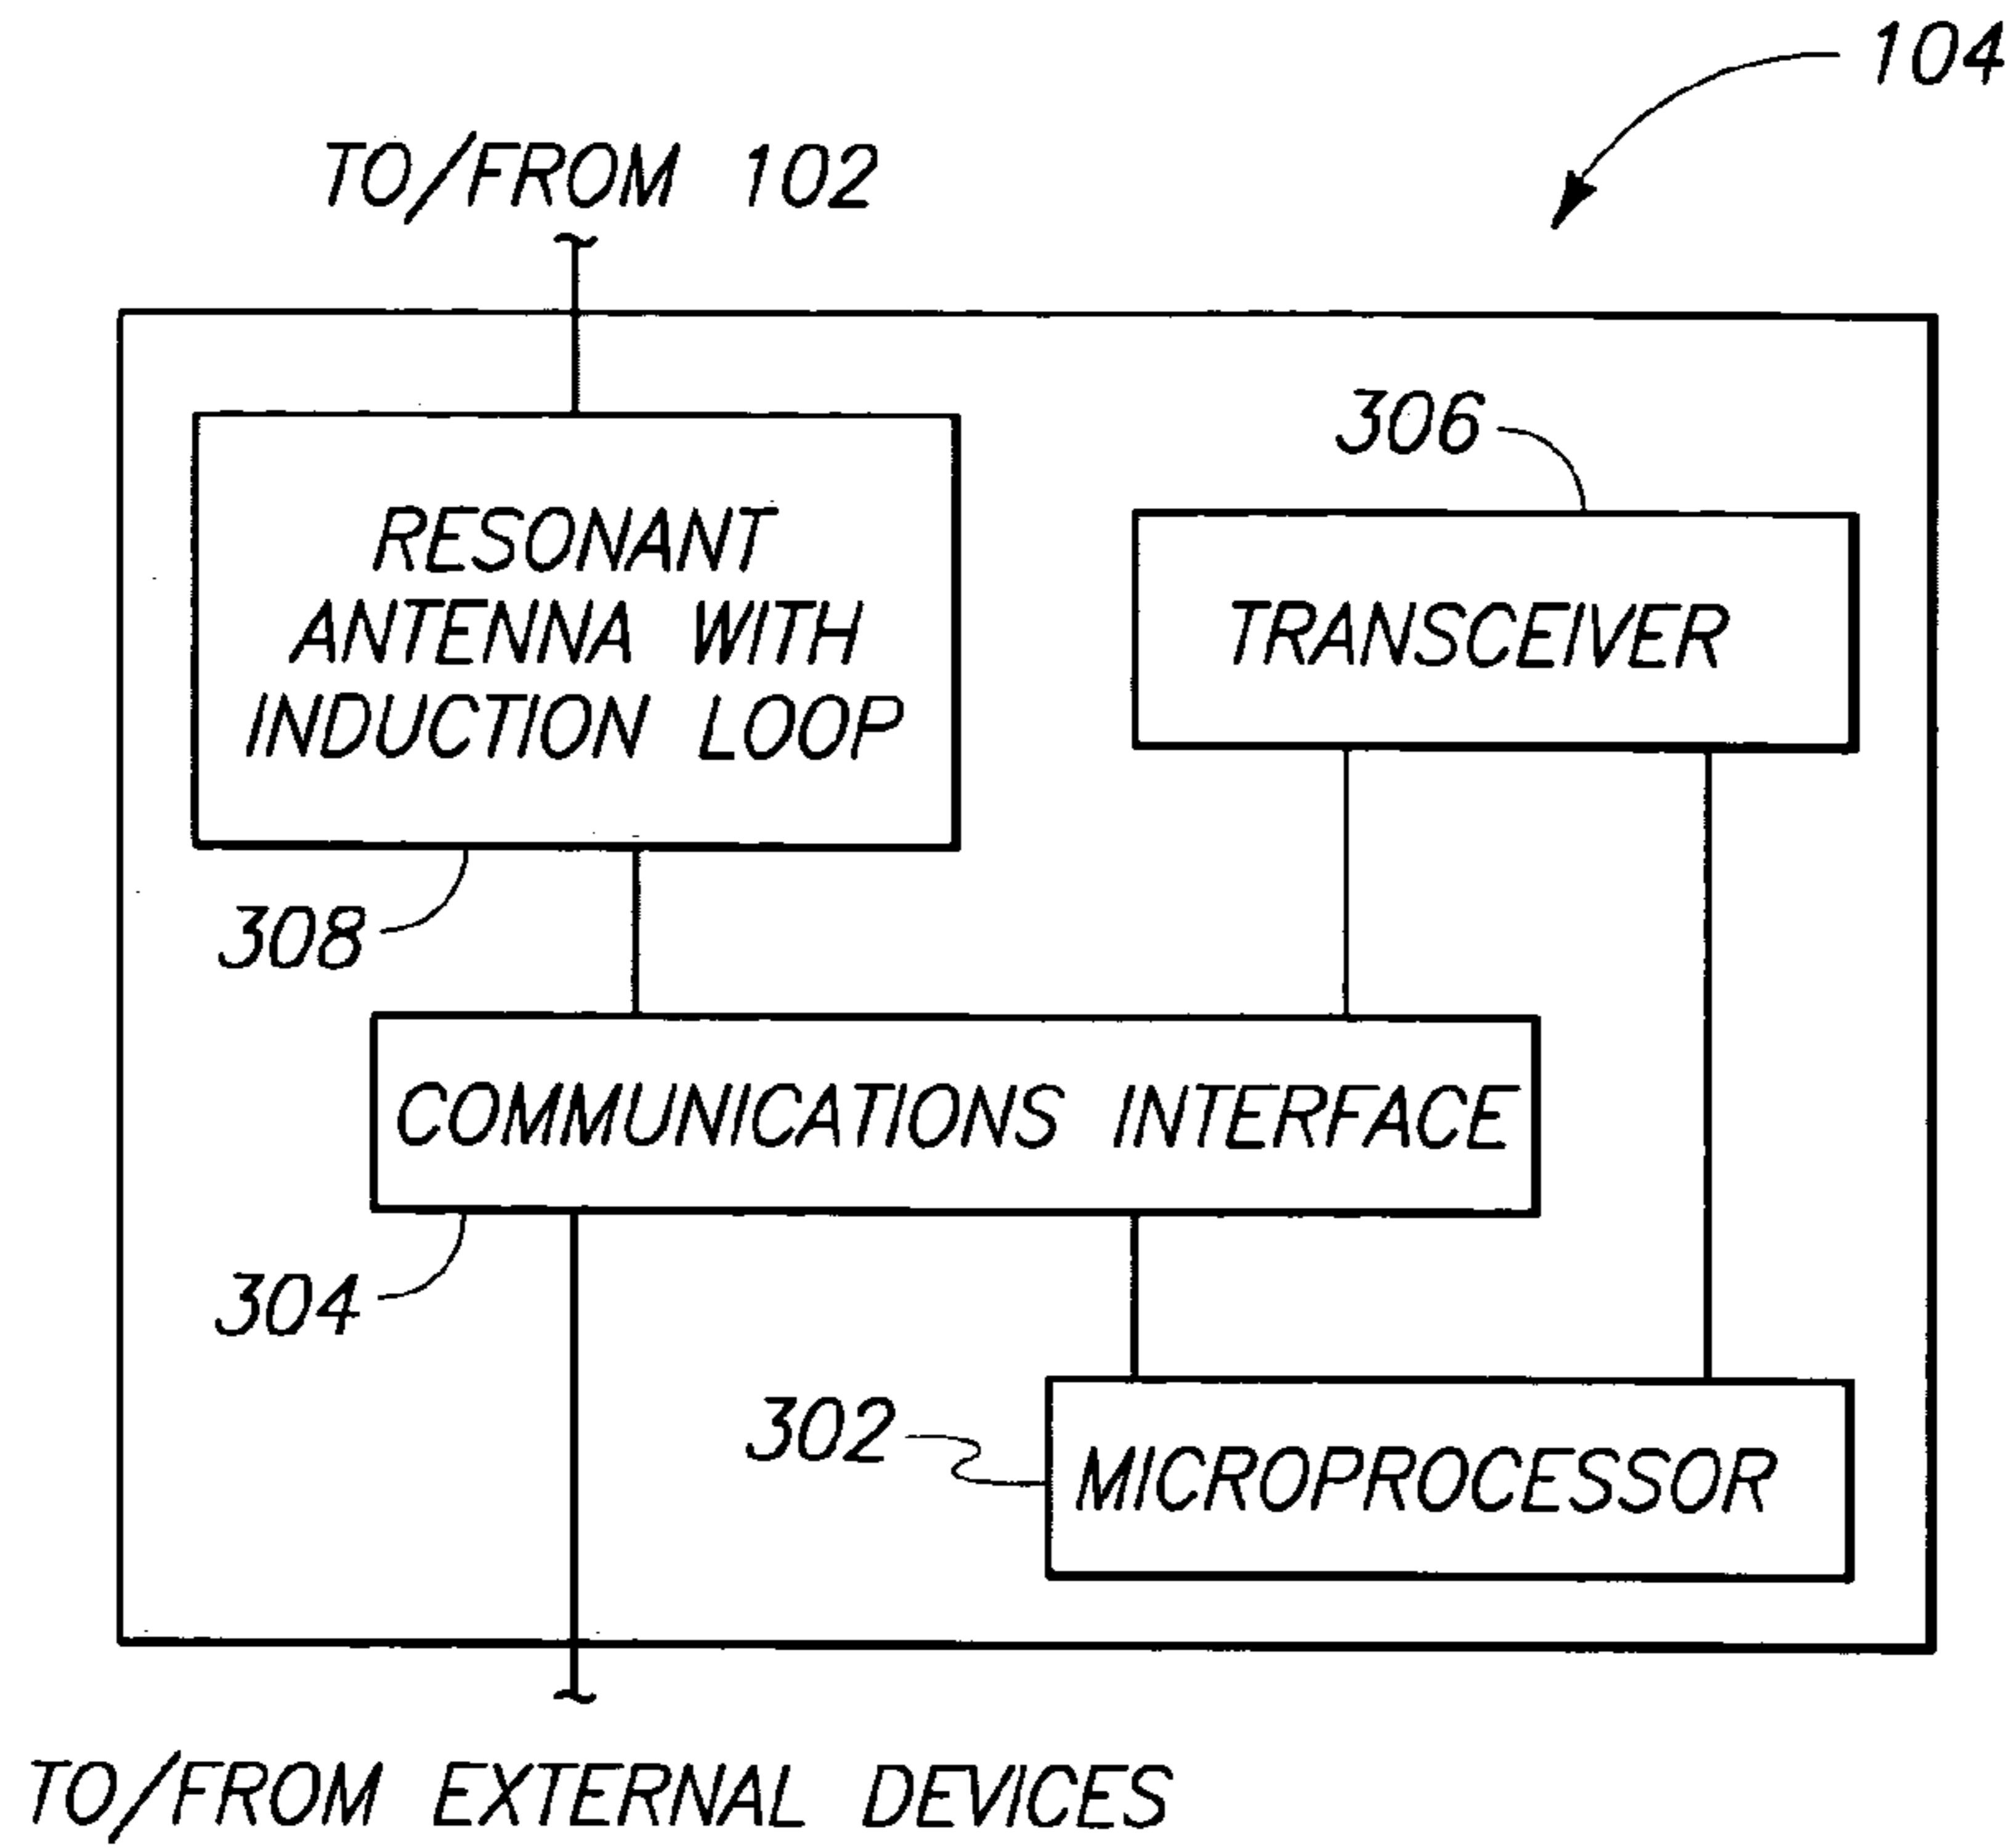 104
TO/FROM 102
306
RESONANT
ANTENNA WITH
INDUCTION LOOP
TRANSCEIVER
308
COMMUNICATIONS INTERFACE
304
302
MICROPROCESSOR
TO/FROM EXTERNAL DEVICES